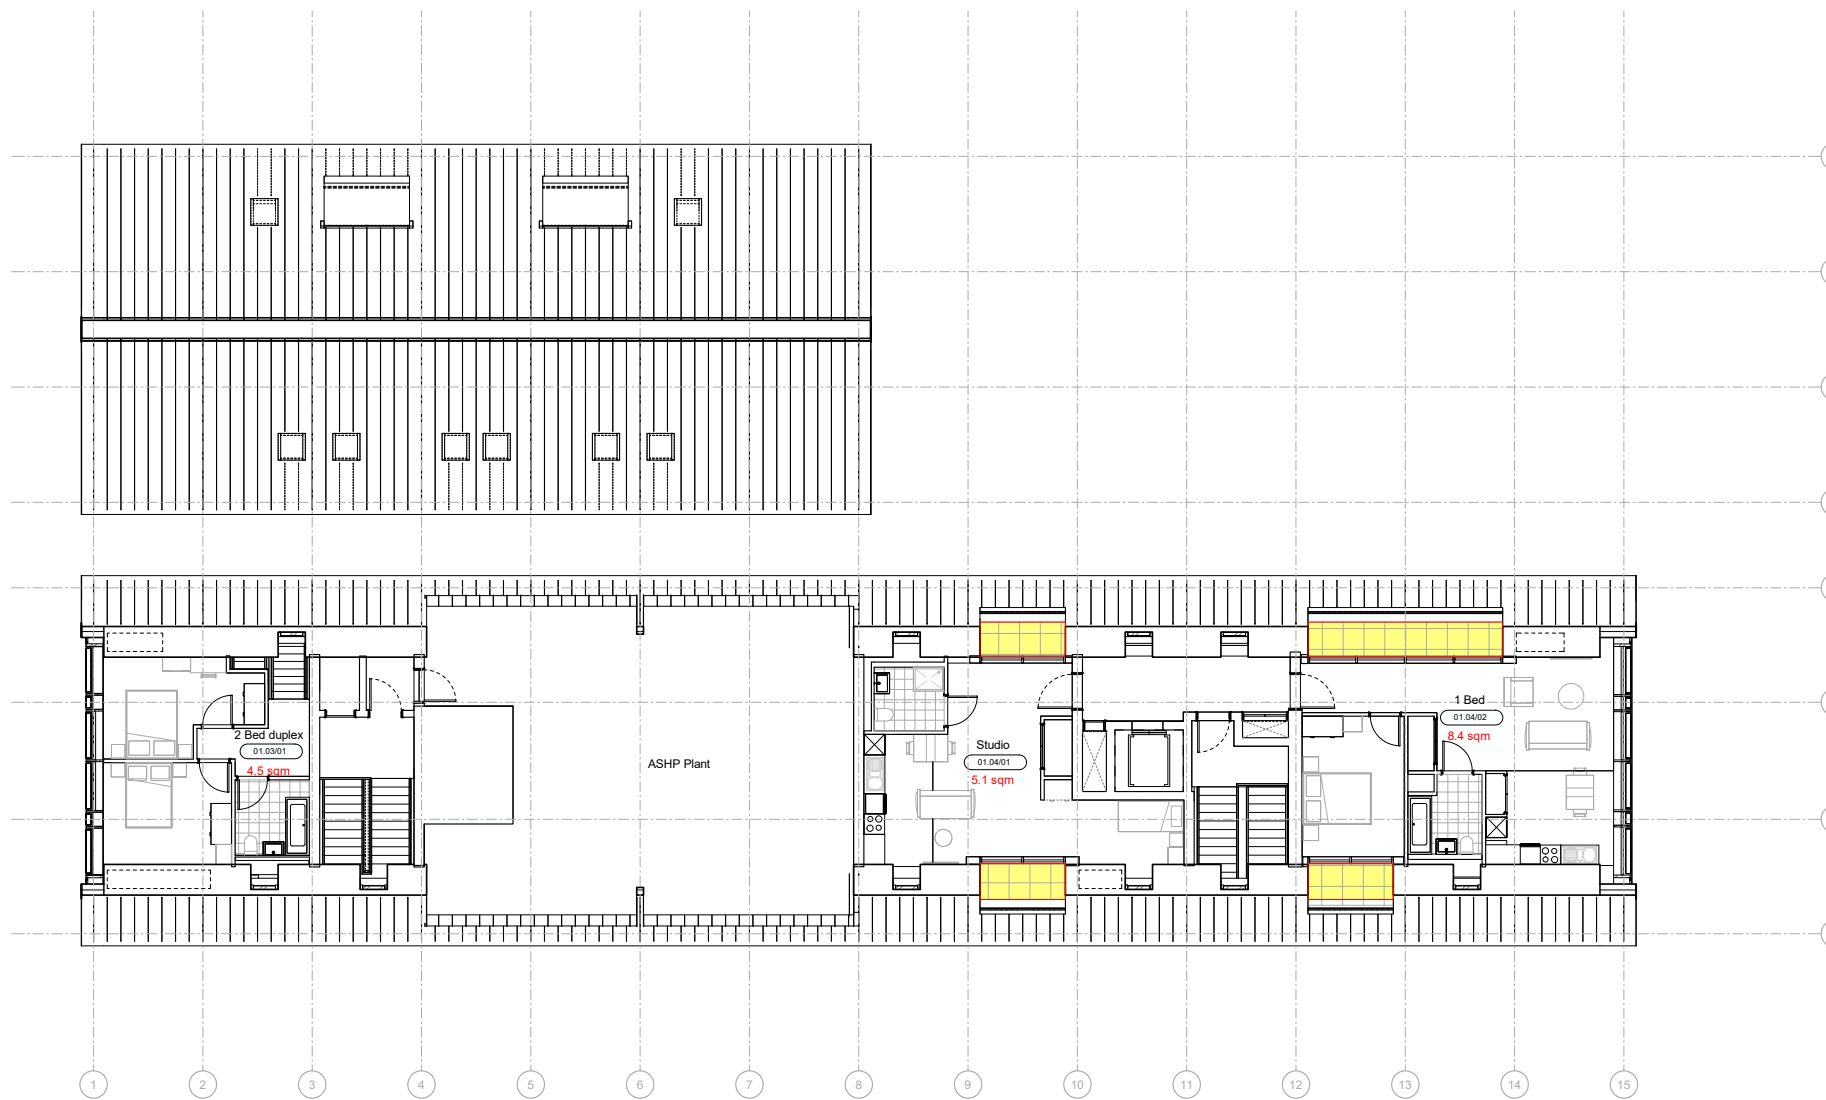 1 Bed
01.04/02
8.4 sqm
2 Bed duplex
01.03/01
4.5 sqm
Studio
01.04/01
5.1 sqm
ASHP Plant
1 2 3 4 5 6 7 8 9 10 11 12 13 14 15